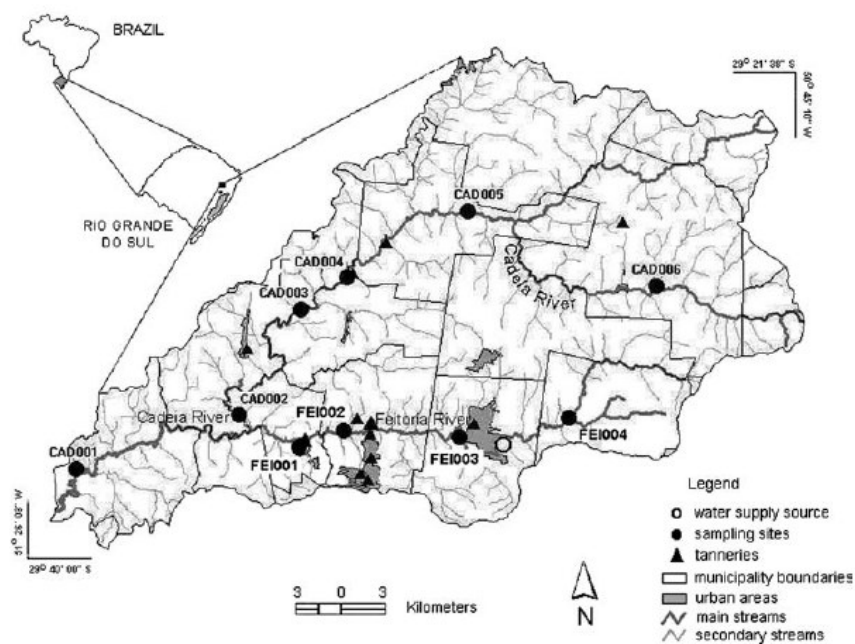 BRAZIL
29° 21' 38" S
50° 45' 10" W
CAD005
RIO GRANDE
DO SUL
CAD004
Cadeia River
CAD006
CAD003
CAD002
FEI002
Cadeia River
Feitoria River
CAD001
FEI001
FEI003
FEI004
Legend
water supply source
sampling sites
tanneries
municipality boundaries
urban areas
main streams
secondary streams
51° 26' 08" W
29° 40' 00" S
3 0 3
Kilometers
N